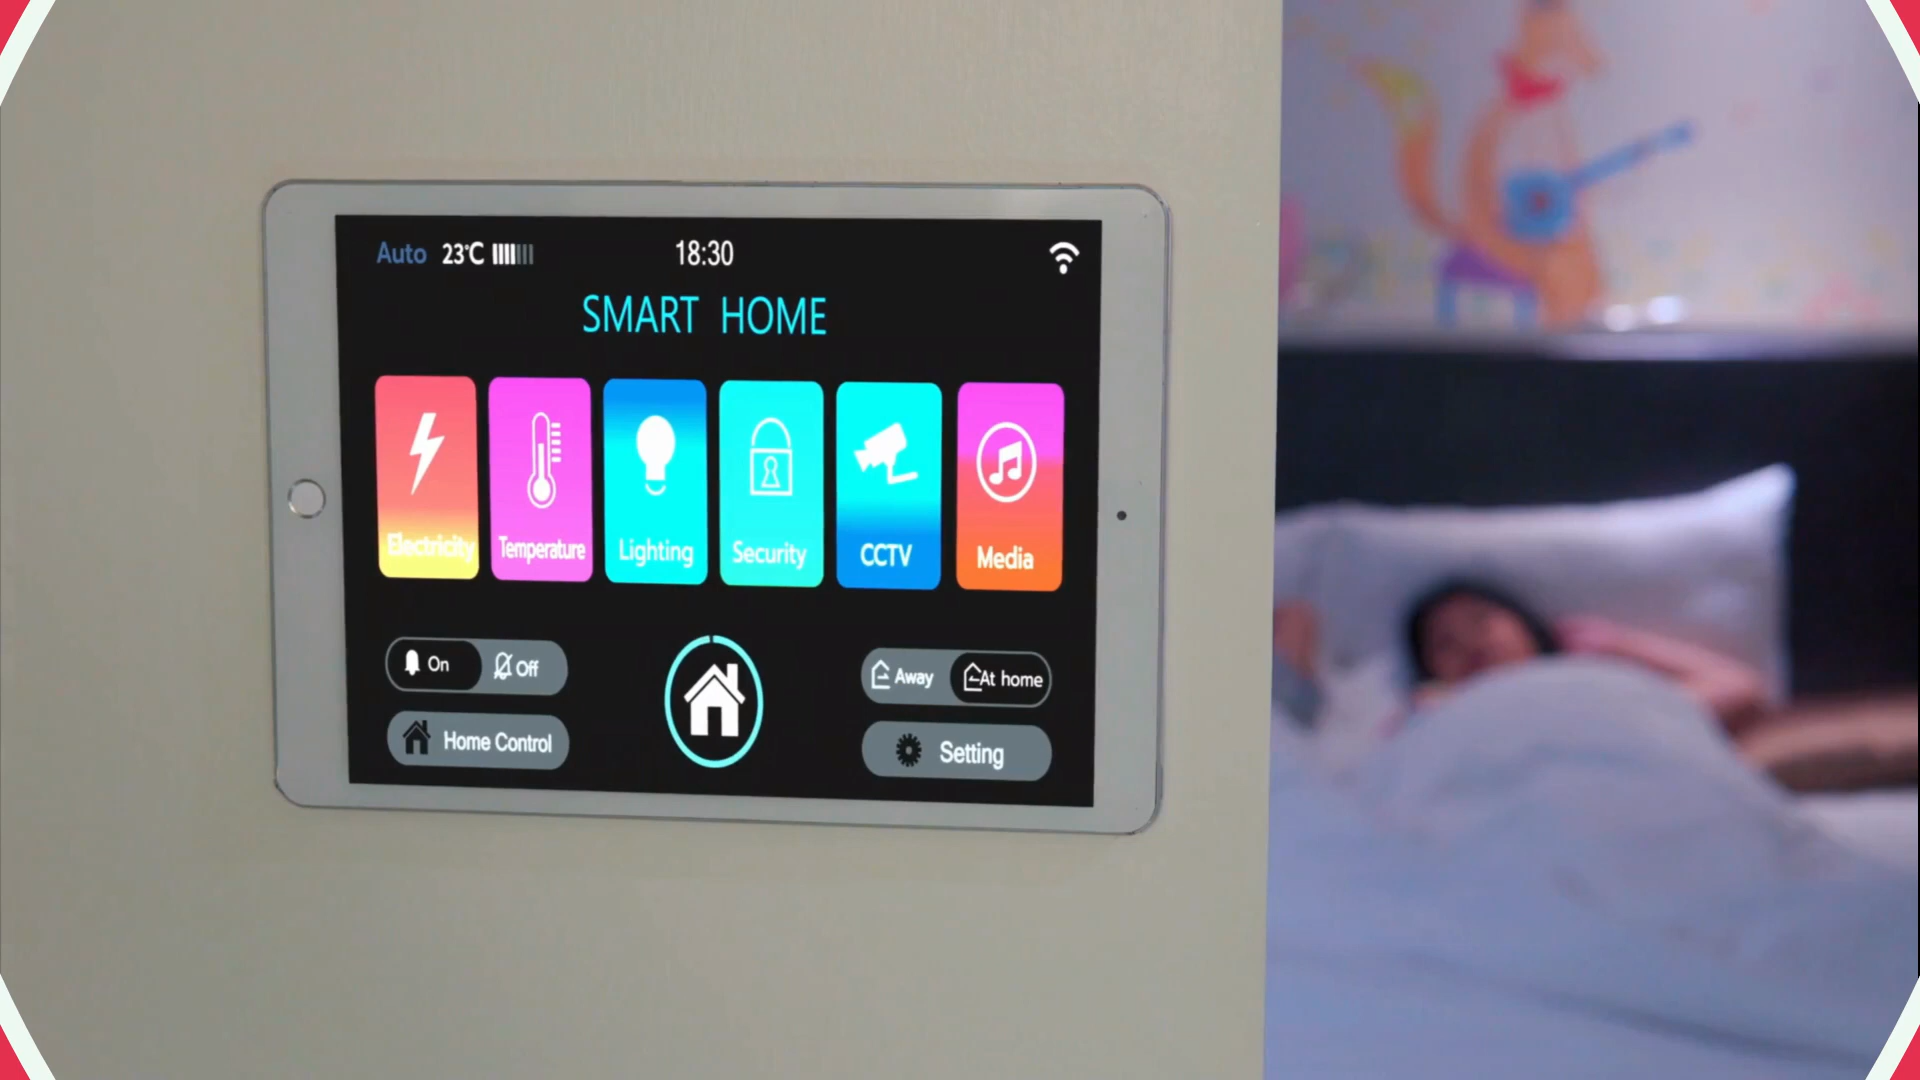 Auto 23°C 18:30
SMART HOME
Electricity Temperature Lighting Security CCTV Media
On Off
Away At home
Home Control
Setting